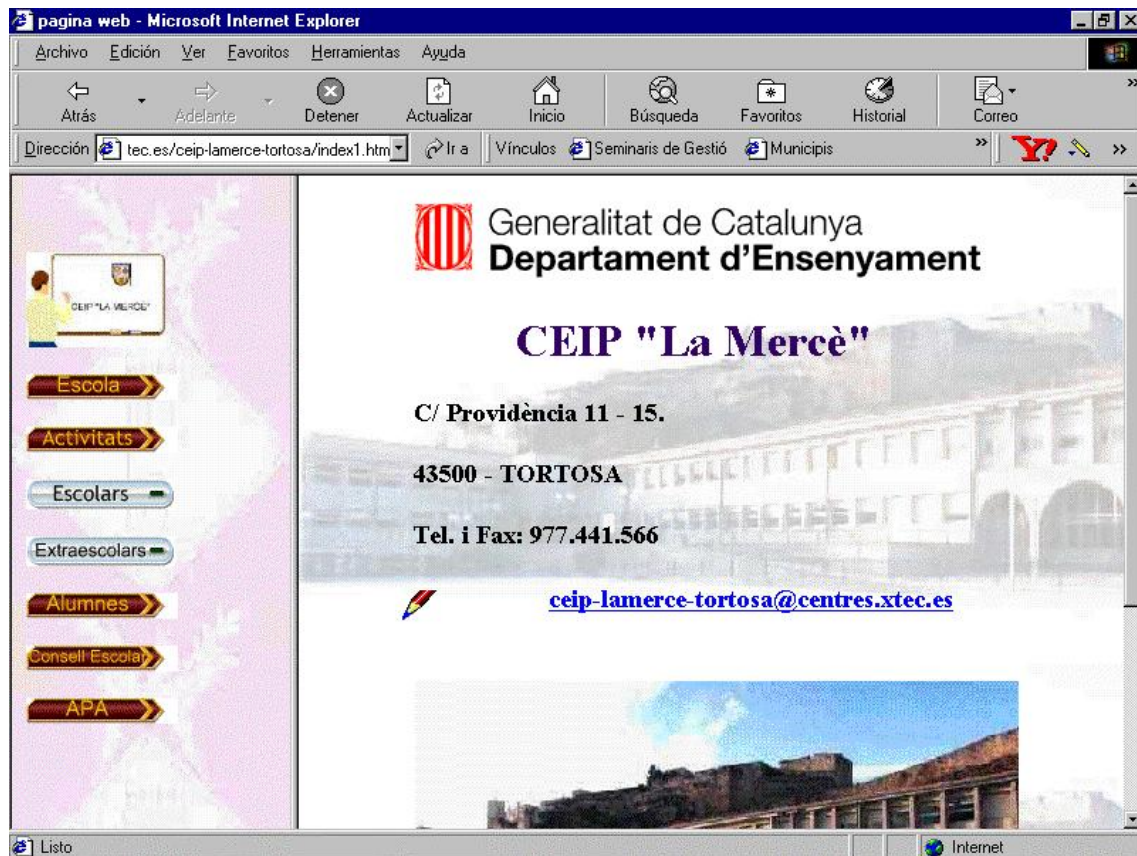 pagina web - Microsoft Internet Explorer
Archivo Edición Ver Favoritos Herramientas Ayuda
Atrás Adelante Detener Actualizar Inicio Búsqueda Favoritos Historial Correo »
Dirección tec.es/ceip-lamerce-tortosa/index1.htm Ir a Vínculos Seminaris de Gestió Municipis » Y! »
Generalitat de Catalunya
Departament d'Ensenyament
CEIP "LA MERCÈ"
Escola
Activitats
Escolars
Extraescolars
Alumnes
Consell Escolar
APA
CEIP "La Mercè"
C/ Providència 11 - 15.
43500 - TORTOSA
Tel. i Fax: 977.441.566
ceip-lamerce-tortosa@centres.xtec.es
Listo Internet